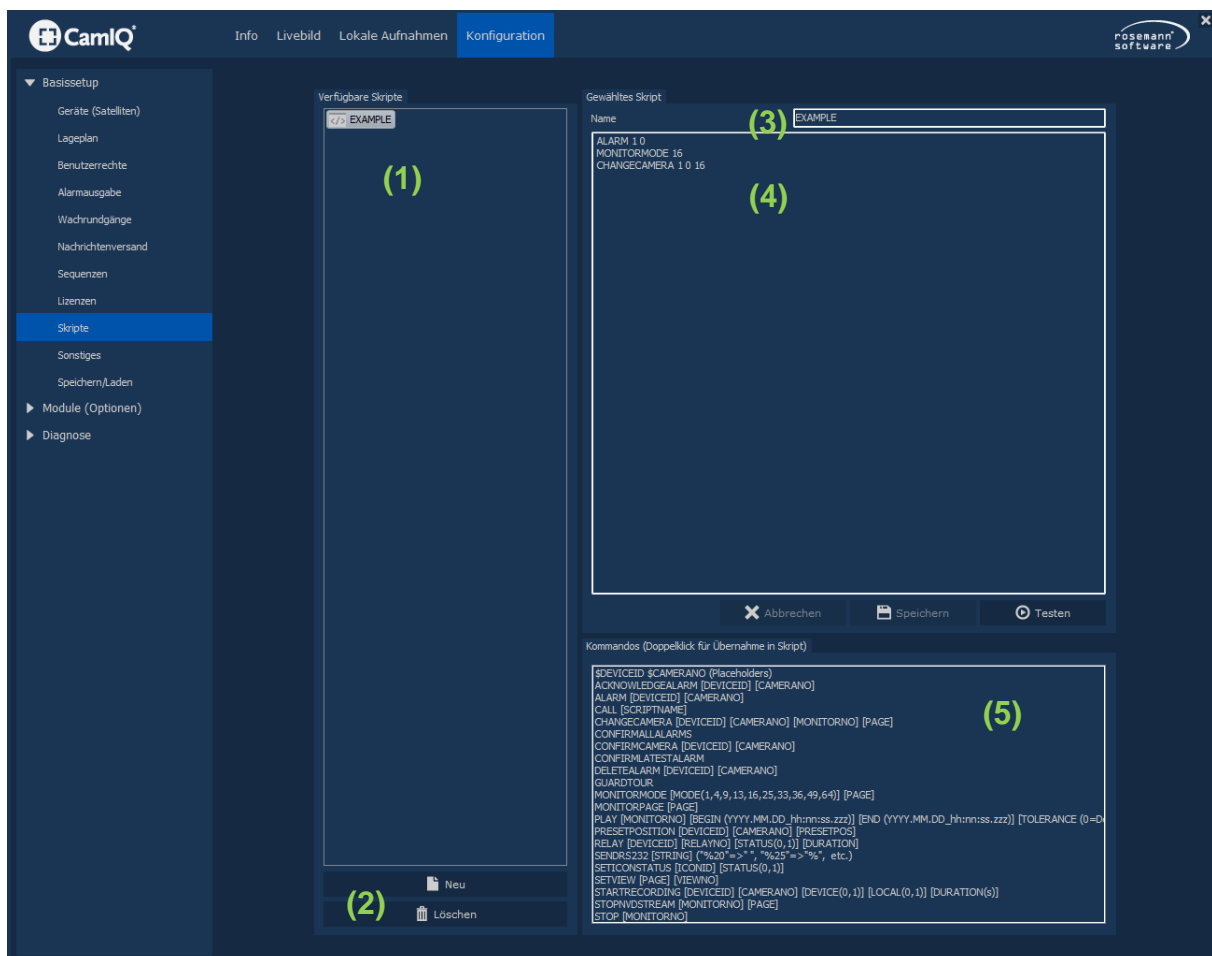 CamIQ
Info Livebild Lokale Aufnahmen Konfiguration
rosemann software
Basissetup
Geräte (Satelliten)
Lageplan
Benutzerrechte
Alarmausgabe
Wachrundgänge
Nachrichtenversand
Sequenzen
Lizenzen
Skripte
Sonstiges
Speichern/Laden
Module (Optionen)
Diagnose
Verfügbare Skripte
EXAMPLE
(1)
Neu
(2)
Löschen
Gewähltes Skript
Name (3) EXAMPLE
ALARM 1 0
MONITORMODE 16
CHANGECAMERA 1 0 16
(4)
Abbrechen Speichern Testen
Kommandos (Doppelklick für Übernahme in Skript)
$DEVICEID $CAMERANO (Placeholders)
ACKNOWLEDGEALARM [DEVICEID] [CAMERANO]
ALARM [DEVICEID] [CAMERANO]
CALL [SCRIPTNAME]
(5)
CHANGECAMERA [DEVICEID] [CAMERANO] [MONITORNO] [PAGE]
CONFIRMALLALARMS
CONFIRMCAMERA [DEVICEID] [CAMERANO]
CONFIRMLATESTALARM
DELETEALARM [DEVICEID] [CAMERANO]
GUARDTOUR
MONITORMODE [MODE(1,4,9,13,16,25,33,36,49,64)] [PAGE]
MONITORPAGE [PAGE]
PLAY [MONITORNO] [BEGIN (YYYY.MM.DD_hh:nn:ss.zzz)] [END (YYYY.MM.DD_hh:nn:ss.zzz)] [TOLERANCE (0=De
PRESETPOSITION [DEVICEID] [CAMERANO] [PRESETPOS]
RELAY [DEVICEID] [RELAYNO] [STATUS(0,1)] [DURATION]
SENDRS232 [STRING] ("%20"=>" ", "%25"=>"%", etc.)
SETICONSTATUS [ICONID] [STATUS(0,1)]
SETVIEW [PAGE] [VIEWNO]
STARTRECORDING [DEVICEID] [CAMERANO] [DEVICE(0,1)] [LOCAL(0,1)] [DURATION(s)]
STOPNVDSTREAM [MONITORNO] [PAGE]
STOP [MONITORNO]